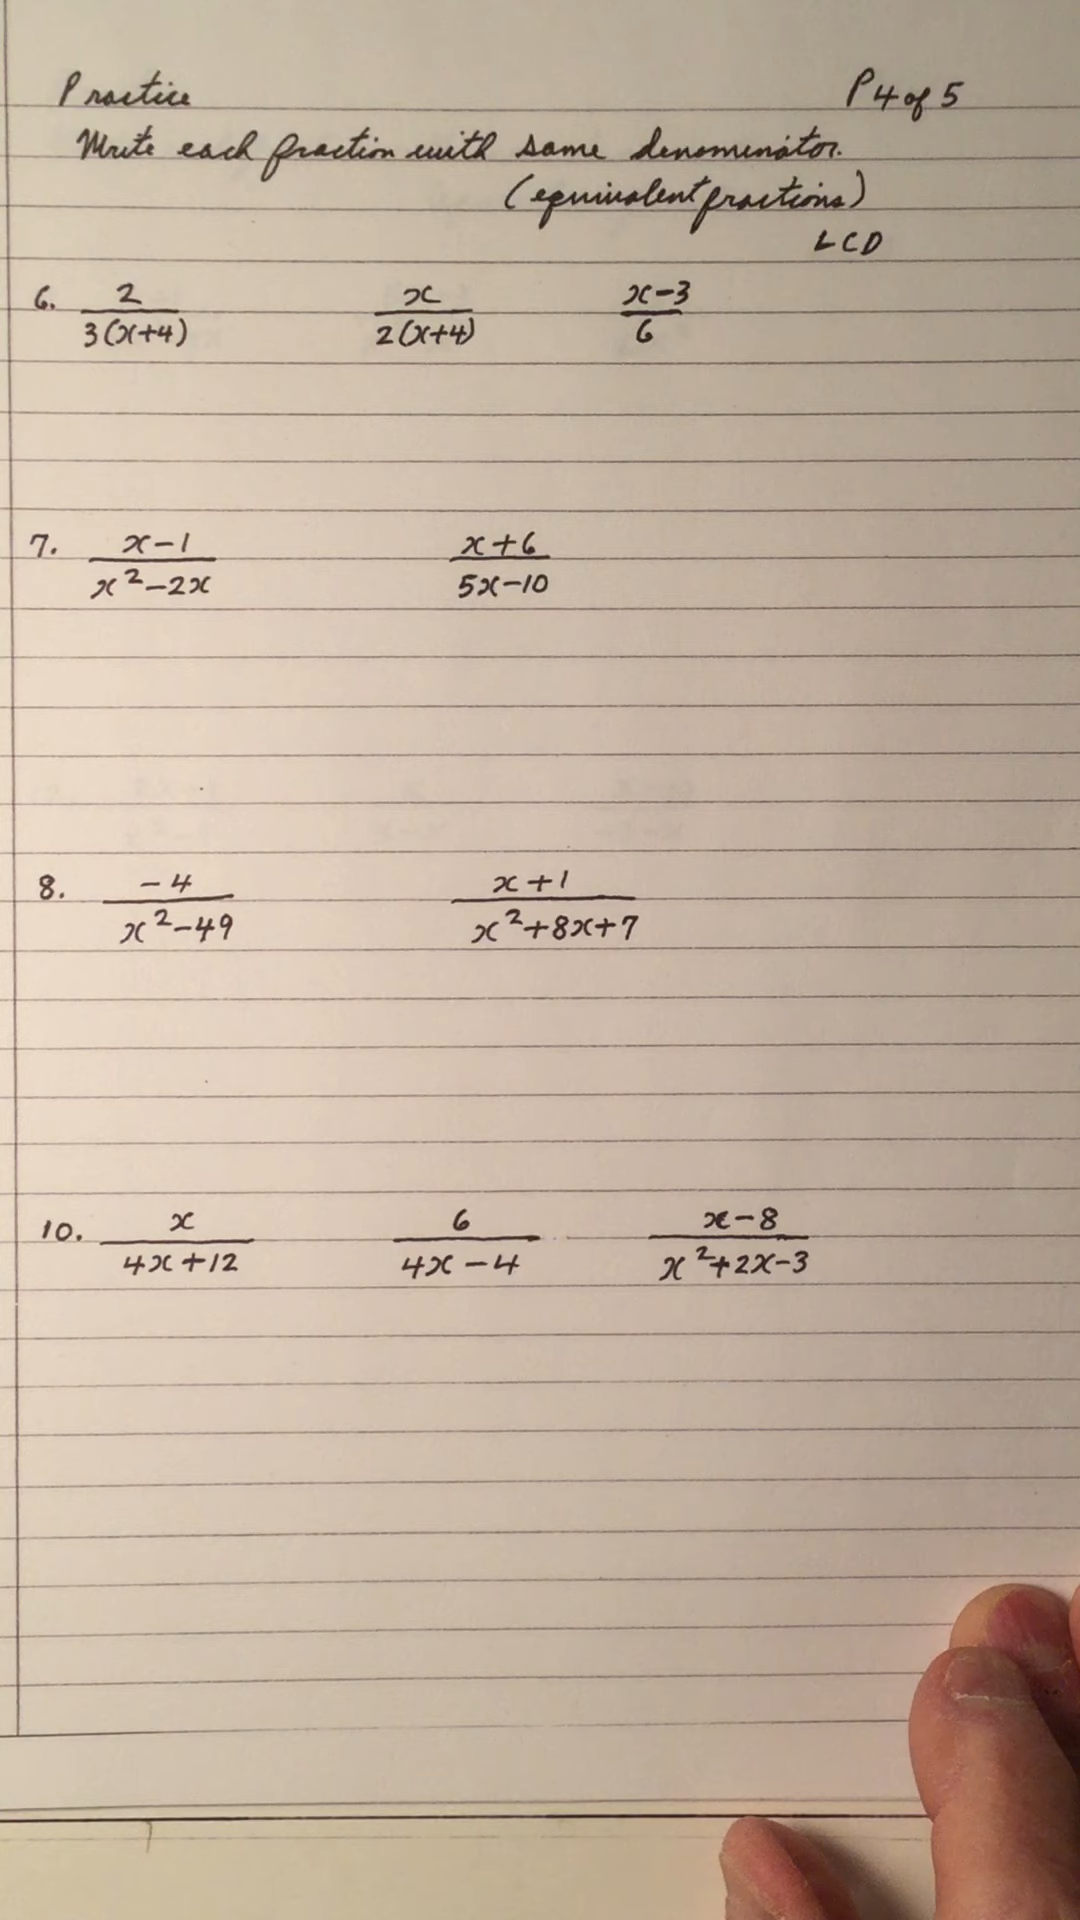 Practice P 4 of 5
Write each fraction with same denominator.
(equivalent fractions)
LCD
6. 2/3(x+4) x/2(x+4) x-3/6
7. x-1/x²-2x x+6/5x-10
8. -4/x²-49 x+1/x²+8x+7
10. x/4x+12 6/4x-4 x-8/x²+2x-3